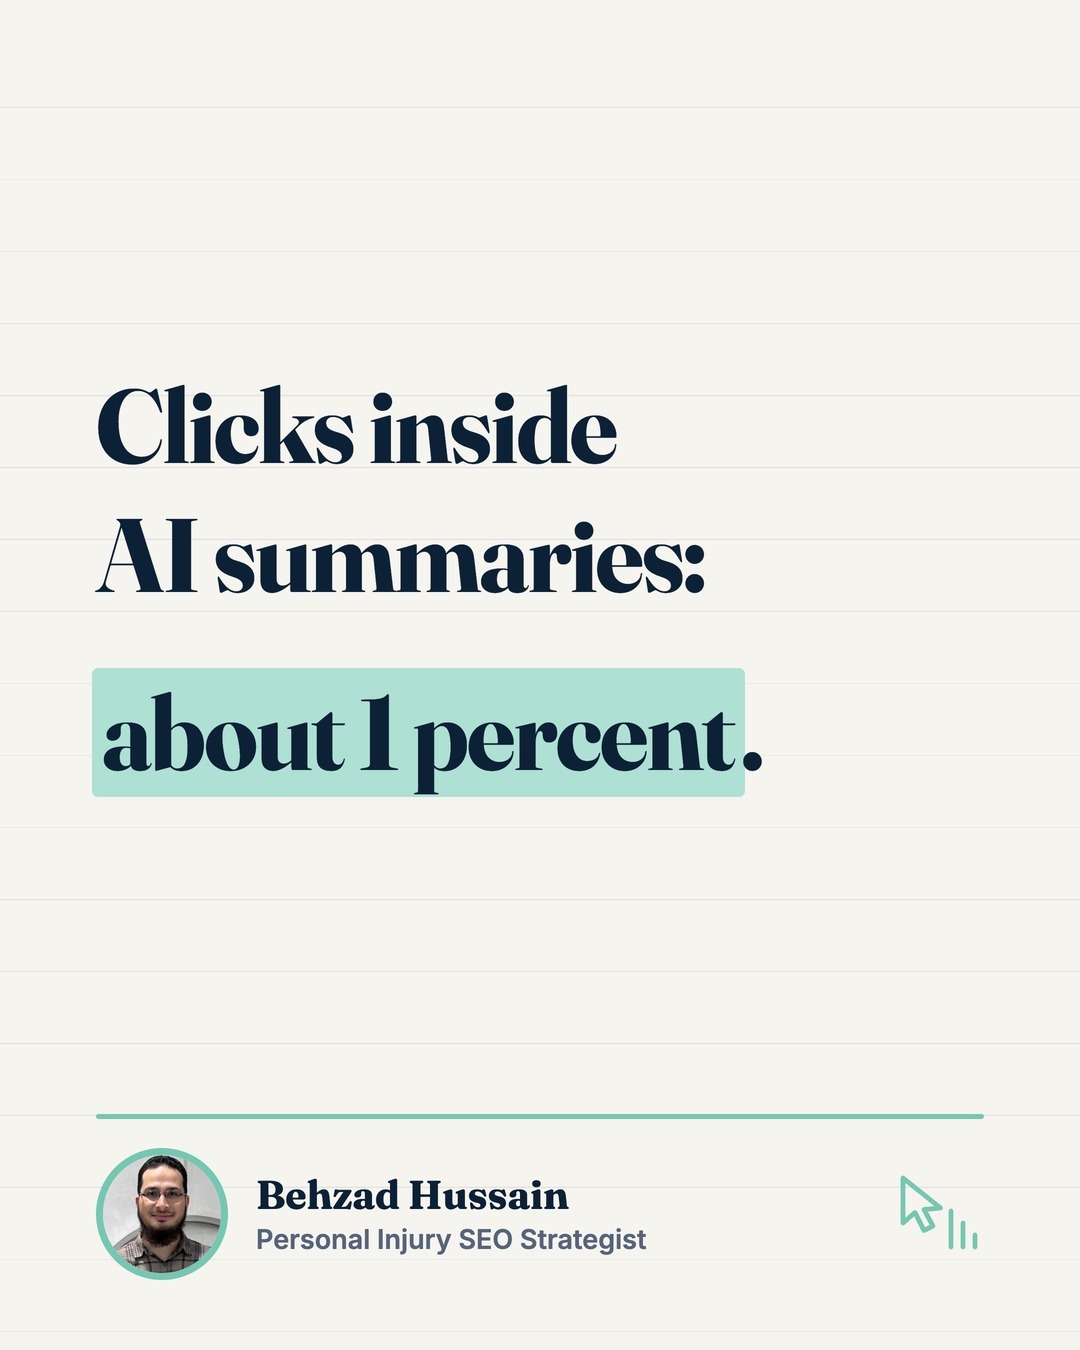 Clicks inside
AI summaries:
about 1 percent.
Behzad Hussain
Personal Injury SEO Strategist